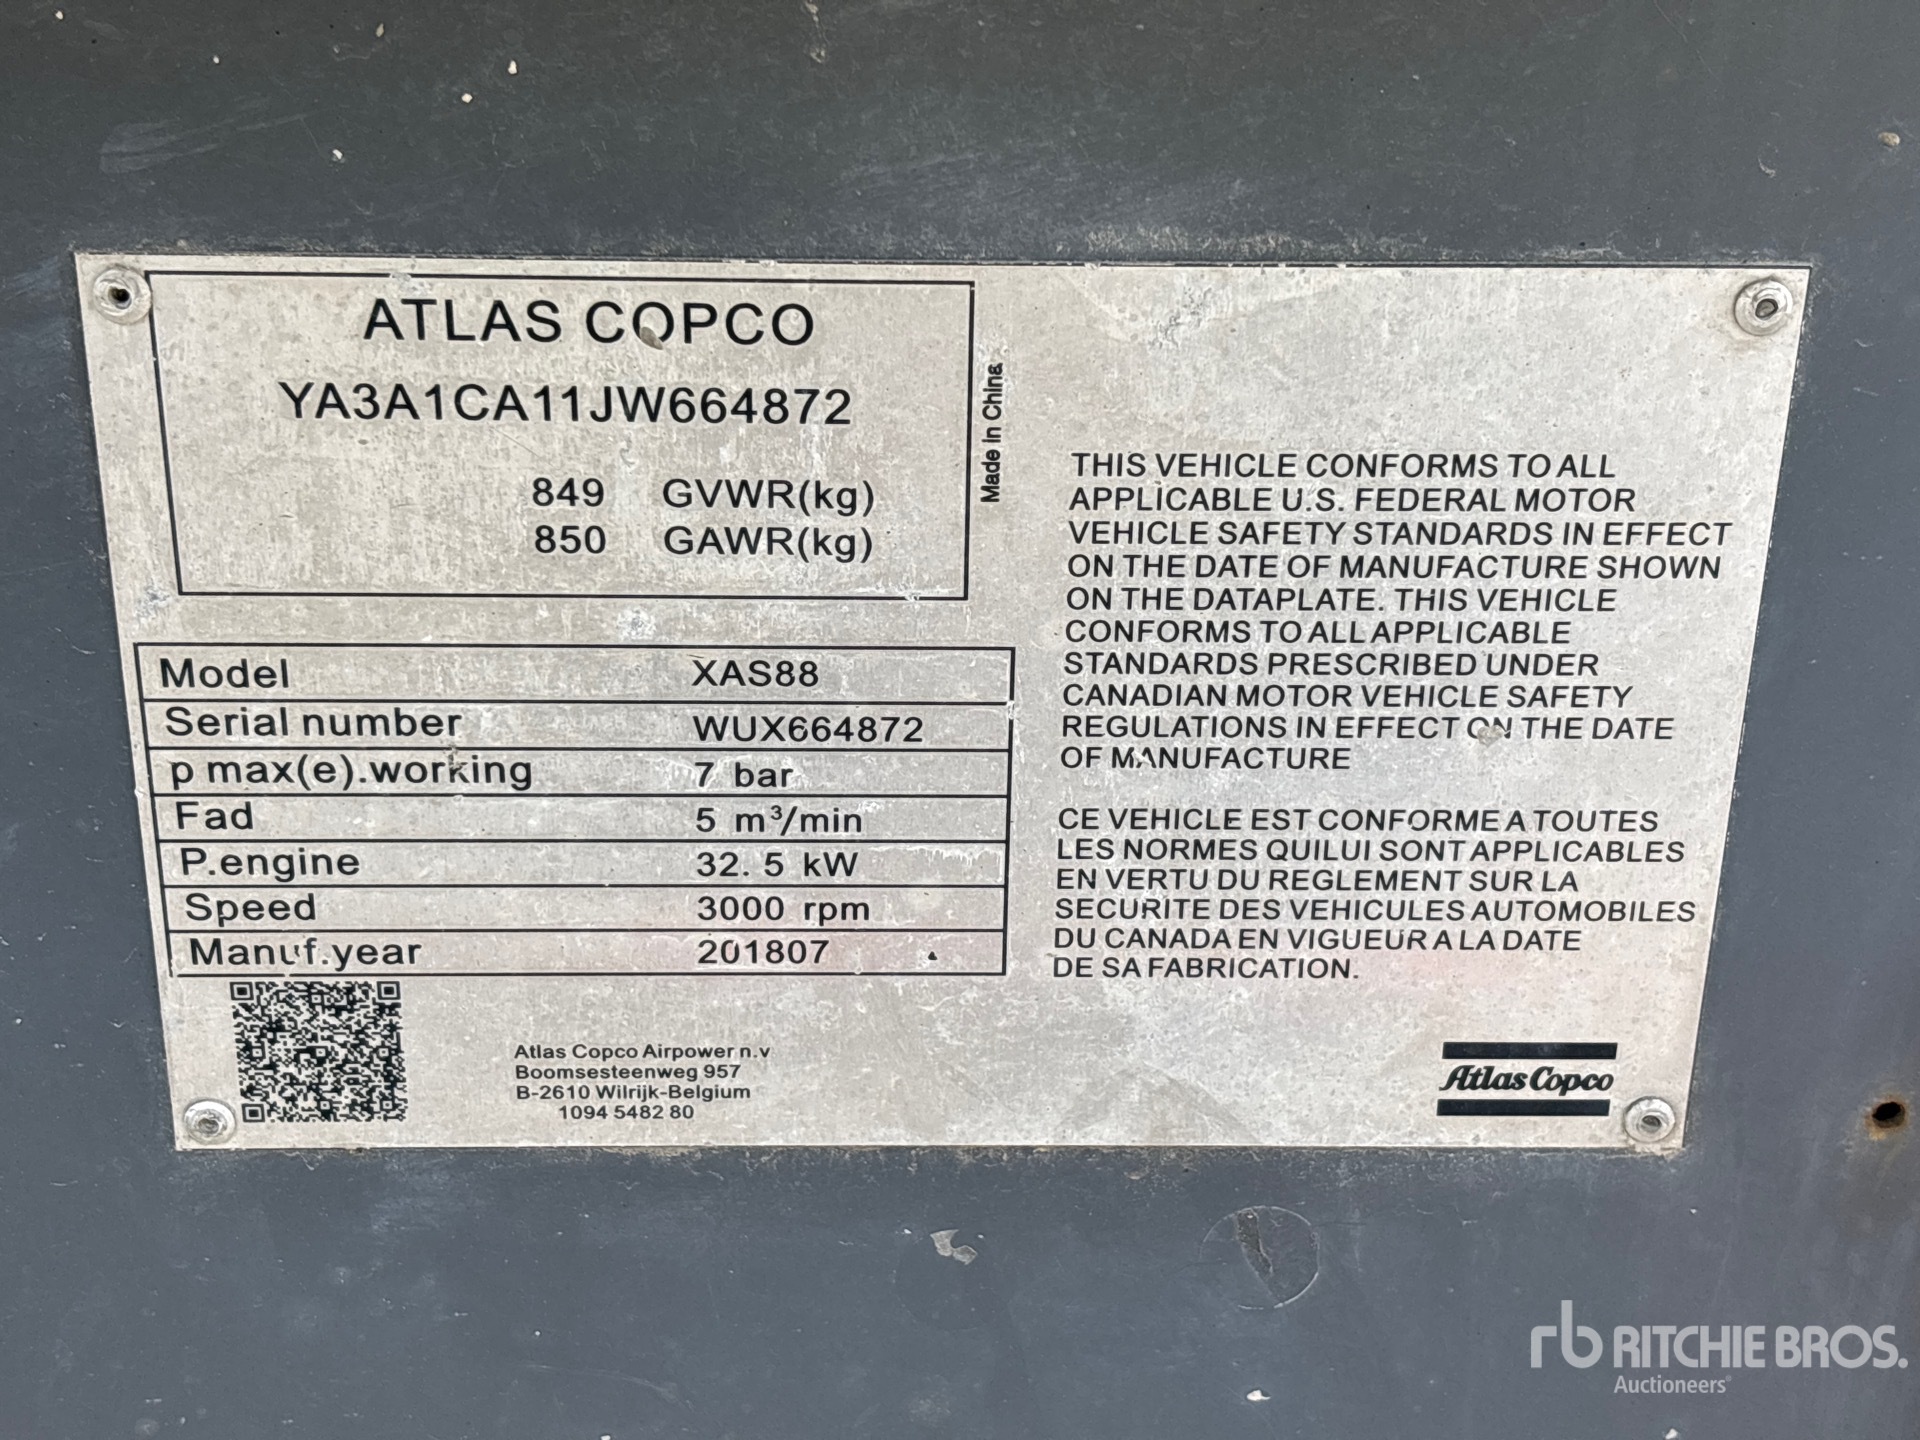 ATLAS COPCO
YA3A1CA11JW664872
849 GVWR(kg)
850 GAWR(kg)
Made in China
Model XAS88
Serial number WUX664872
p max(e).working 7 bar
Fad 5 m³/min
P.engine 32.5 kW
Speed 3000 rpm
Manuf.year 201807
Atlas Copco Airpower n.v
Boomsesteenweg 957
B-2610 Wilrijk-Belgium
1094 5482 80
THIS VEHICLE CONFORMS TO ALL
APPLICABLE U.S. FEDERAL MOTOR
VEHICLE SAFETY STANDARDS IN EFFECT
ON THE DATE OF MANUFACTURE SHOWN
ON THE DATAPLATE. THIS VEHICLE
CONFORMS TO ALL APPLICABLE
STANDARDS PRESCRIBED UNDER
CANADIAN MOTOR VEHICLE SAFETY
REGULATIONS IN EFFECT ON THE DATE
OF MANUFACTURE
CE VEHICLE EST CONFORME A TOUTES
LES NORMES QUILUI SONT APPLICABLES
EN VERTU DU REGLEMENT SUR LA
SECURITE DES VEHICULES AUTOMOBILES
DU CANADA EN VIGUEUR A LA DATE
DE SA FABRICATION.
Atlas Copco
rb RITCHIE BROS.
Auctioneers